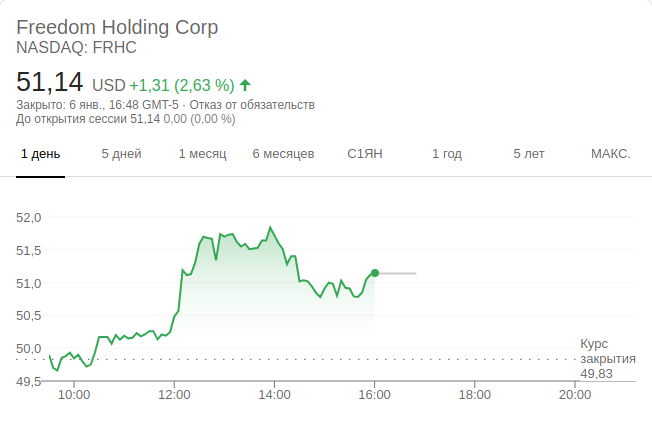 Freedom Holding Corp
NASDAQ: FRHC
51,14 USD +1,31 (2,63 %)
Закрыто: 6 янв., 16:48 GMT-5 · Отказ от обязательств
До открытия сессии 51,14 0,00 (0,00 %)
1 день 5 дней 1 месяц 6 месяцев С1ЯН 1 год 5 лет МАКС.
52,0
51,5
51,0
50,5
50,0
49,5
Курс
закрытия
49,83
10:00 12:00 14:00 16:00 18:00 20:00